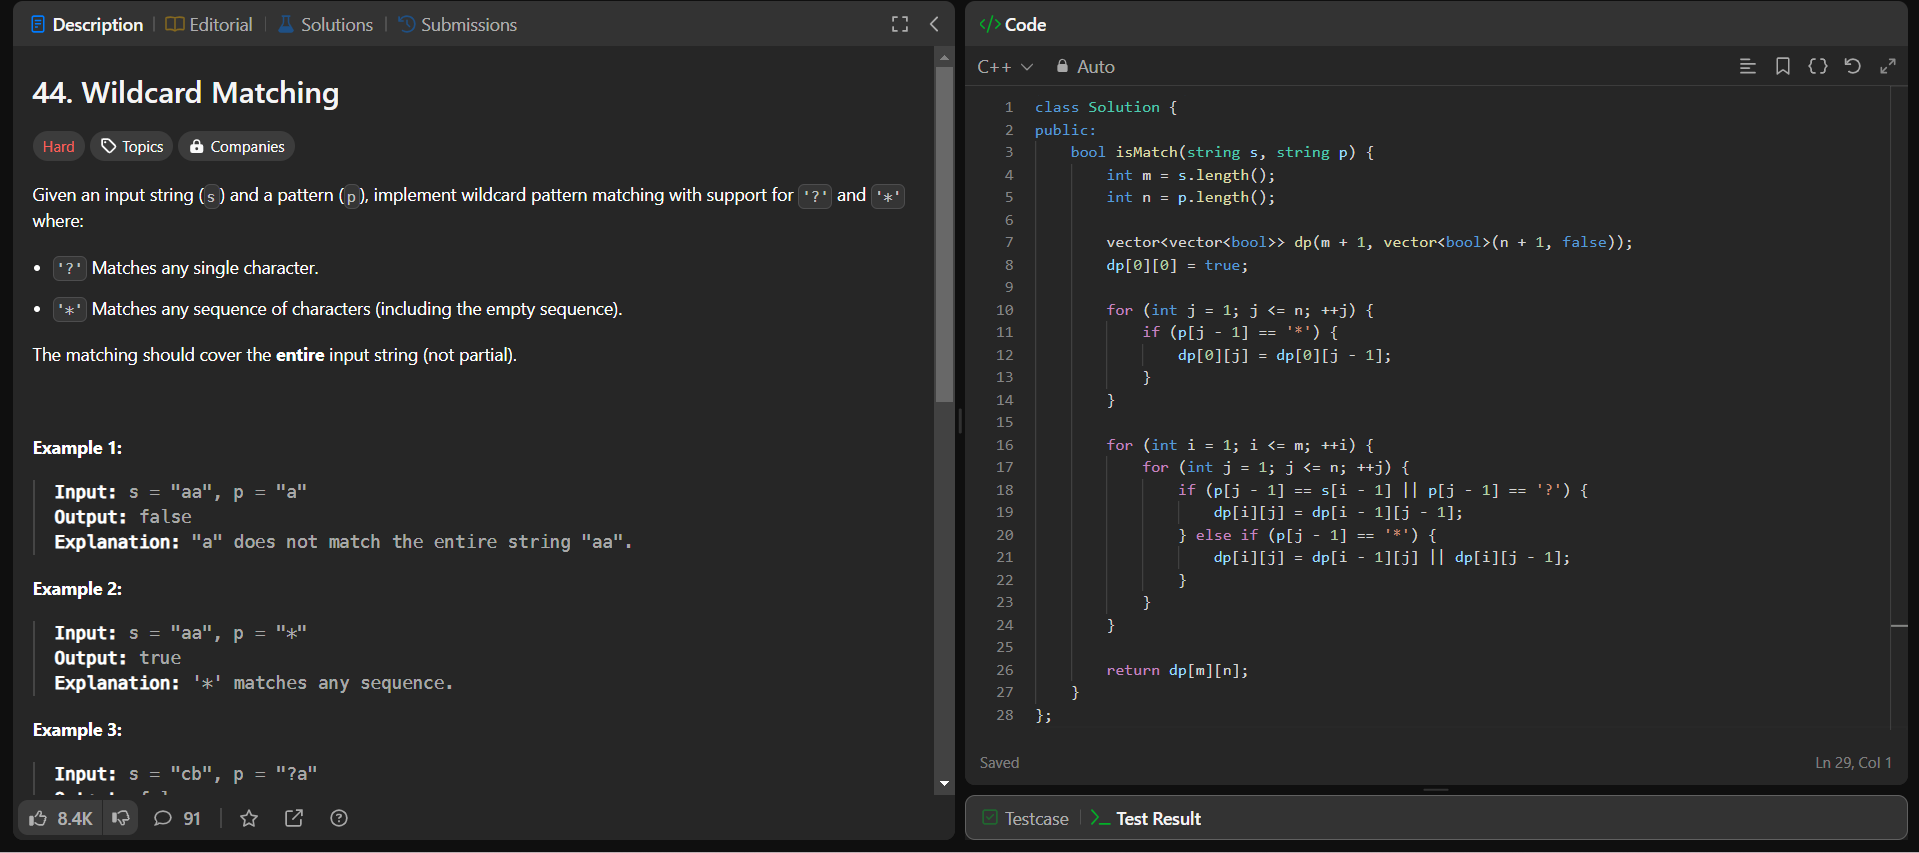 Description | Editorial | Solutions | Submissions
44. Wildcard Matching
Hard Topics Companies
Given an input string (s) and a pattern (p), implement wildcard pattern matching with support for '?' and '*'
where:
• '?' Matches any single character.
• '*' Matches any sequence of characters (including the empty sequence).
The matching should cover the entire input string (not partial).
Example 1:
Input: s = "aa", p = "a"
Output: false
Explanation: "a" does not match the entire string "aa".
Example 2:
Input: s = "aa", p = "*"
Output: true
Explanation: '*' matches any sequence.
Example 3:
Input: s = "cb", p = "?a"
8.4K 91
</> Code
C++ Auto
1 class Solution {
2 public:
3     bool isMatch(string s, string p) {
4         int m = s.length();
5         int n = p.length();
6
7         vector<vector<bool>> dp(m + 1, vector<bool>(n + 1, false));
8         dp[0][0] = true;
9
10         for (int j = 1; j <= n; ++j) {
11             if (p[j - 1] == '*') {
12                 dp[0][j] = dp[0][j - 1];
13             }
14         }
15
16         for (int i = 1; i <= m; ++i) {
17             for (int j = 1; j <= n; ++j) {
18                 if (p[j - 1] == s[i - 1] || p[j - 1] == '?') {
19                     dp[i][j] = dp[i - 1][j - 1];
20                 } else if (p[j - 1] == '*') {
21                     dp[i][j] = dp[i - 1][j] || dp[i][j - 1];
22                 }
23             }
24         }
25
26         return dp[m][n];
27     }
28 };
Saved Ln 29, Col 1
Testcase | Test Result